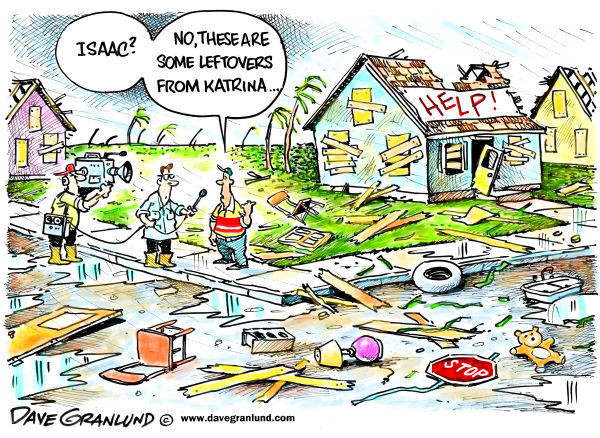 ISAAC?
NO, THESE ARE
SOME LEFTOVERS
FROM KATRINA...
HELP!
STOP
DAVE GRANLUND © www.davegranlund.com